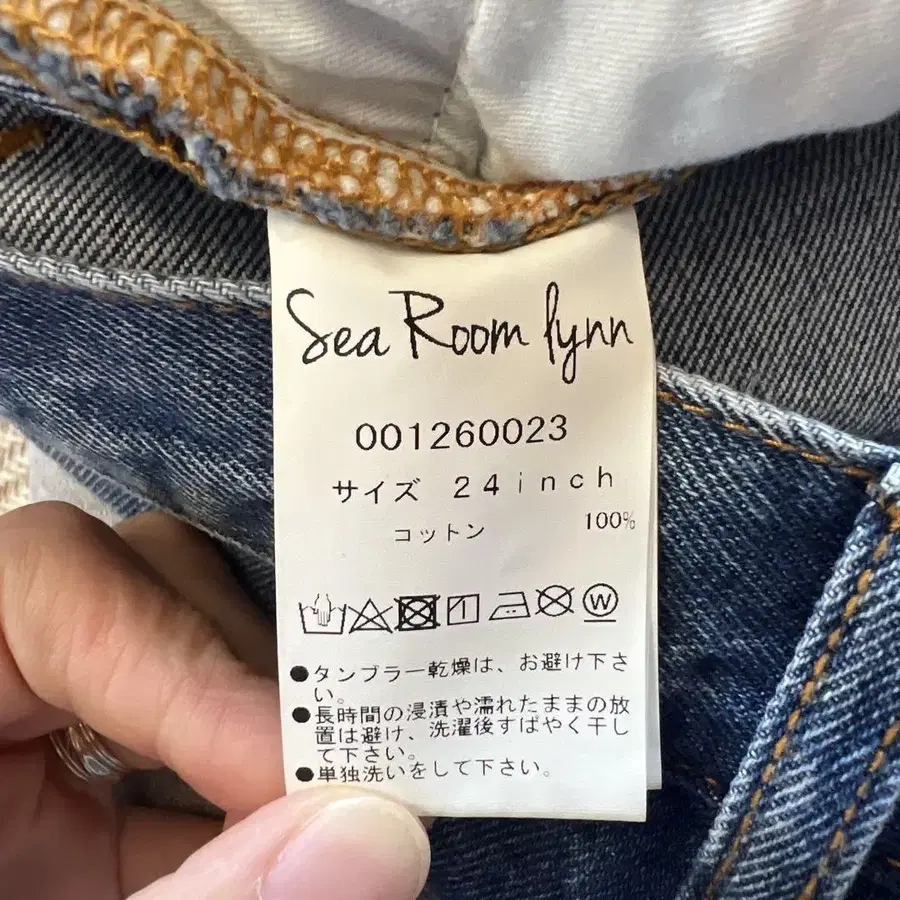 Sea Room lynn
001260023
サイズ 24inch
コットン 100%
W
●タンブラー乾燥は、お避け下さ
い。
●長時間の浸漬や濡れたままの放
置は避け、洗濯後すばやく干し
て下さい。
●単独洗いをして下さい。